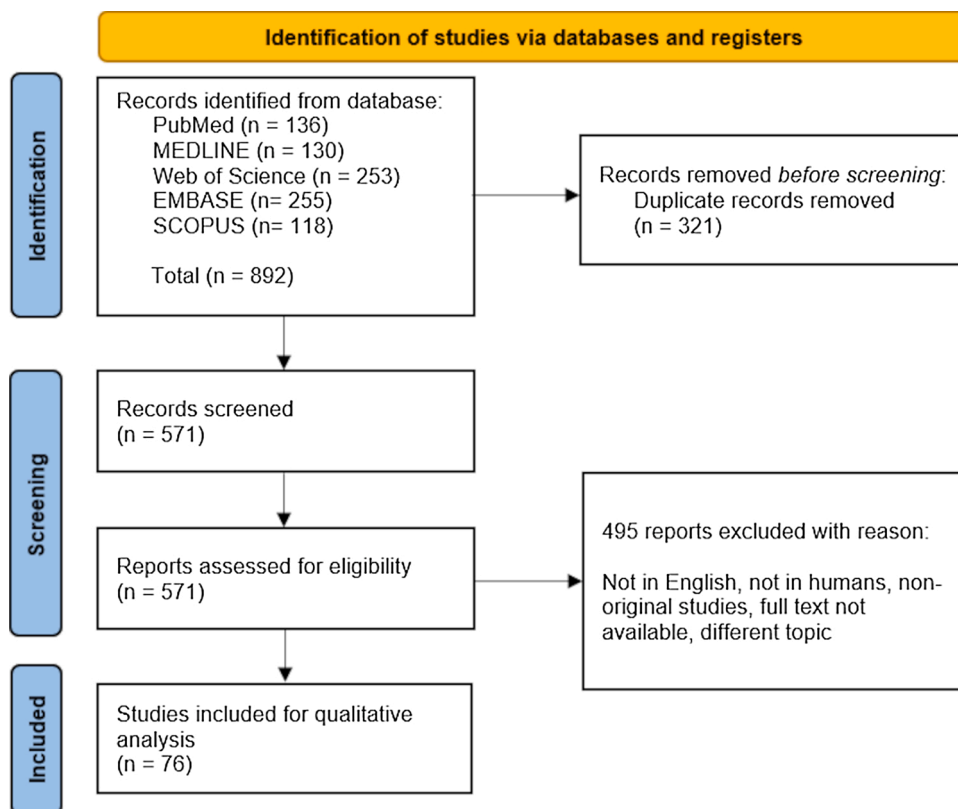 Identification of studies via databases and registers
Identification
Records identified from database:
PubMed (n = 136)
MEDLINE (n = 130)
Web of Science (n = 253)
EMBASE (n = 255)
SCOPUS (n= 118)
Total (n = 892)
Records removed before screening:
Duplicate records removed
(n = 321)
Screening
Records screened
(n = 571)
Reports assessed for eligibility
(n = 571)
495 reports excluded with reason:
Not in English, not in humans, non-
original studies, full text not
available, different topic
Included
Studies included for qualitative
analysis
(n = 76)